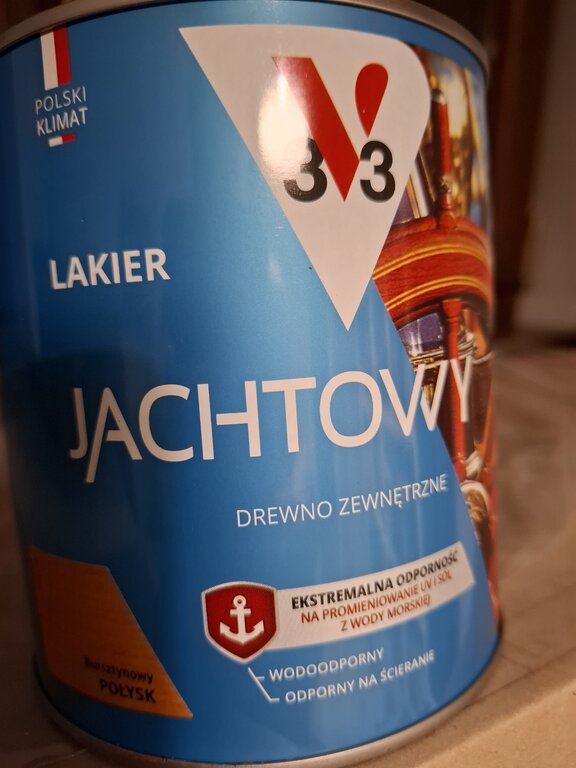 POLSKI
KLIMAT
3V3
LAKIER
JACHTOWY
DREWNO ZEWNĘTRZNE
EKSTREMALNA ODPORNOŚĆ
NA PROMIENIOWANIE UV I SÓL
Z WODY MORSKIEJ
WODOODPORNY
ODPORNY NA ŚCIERANIE
Bursztynowy
POŁYSK